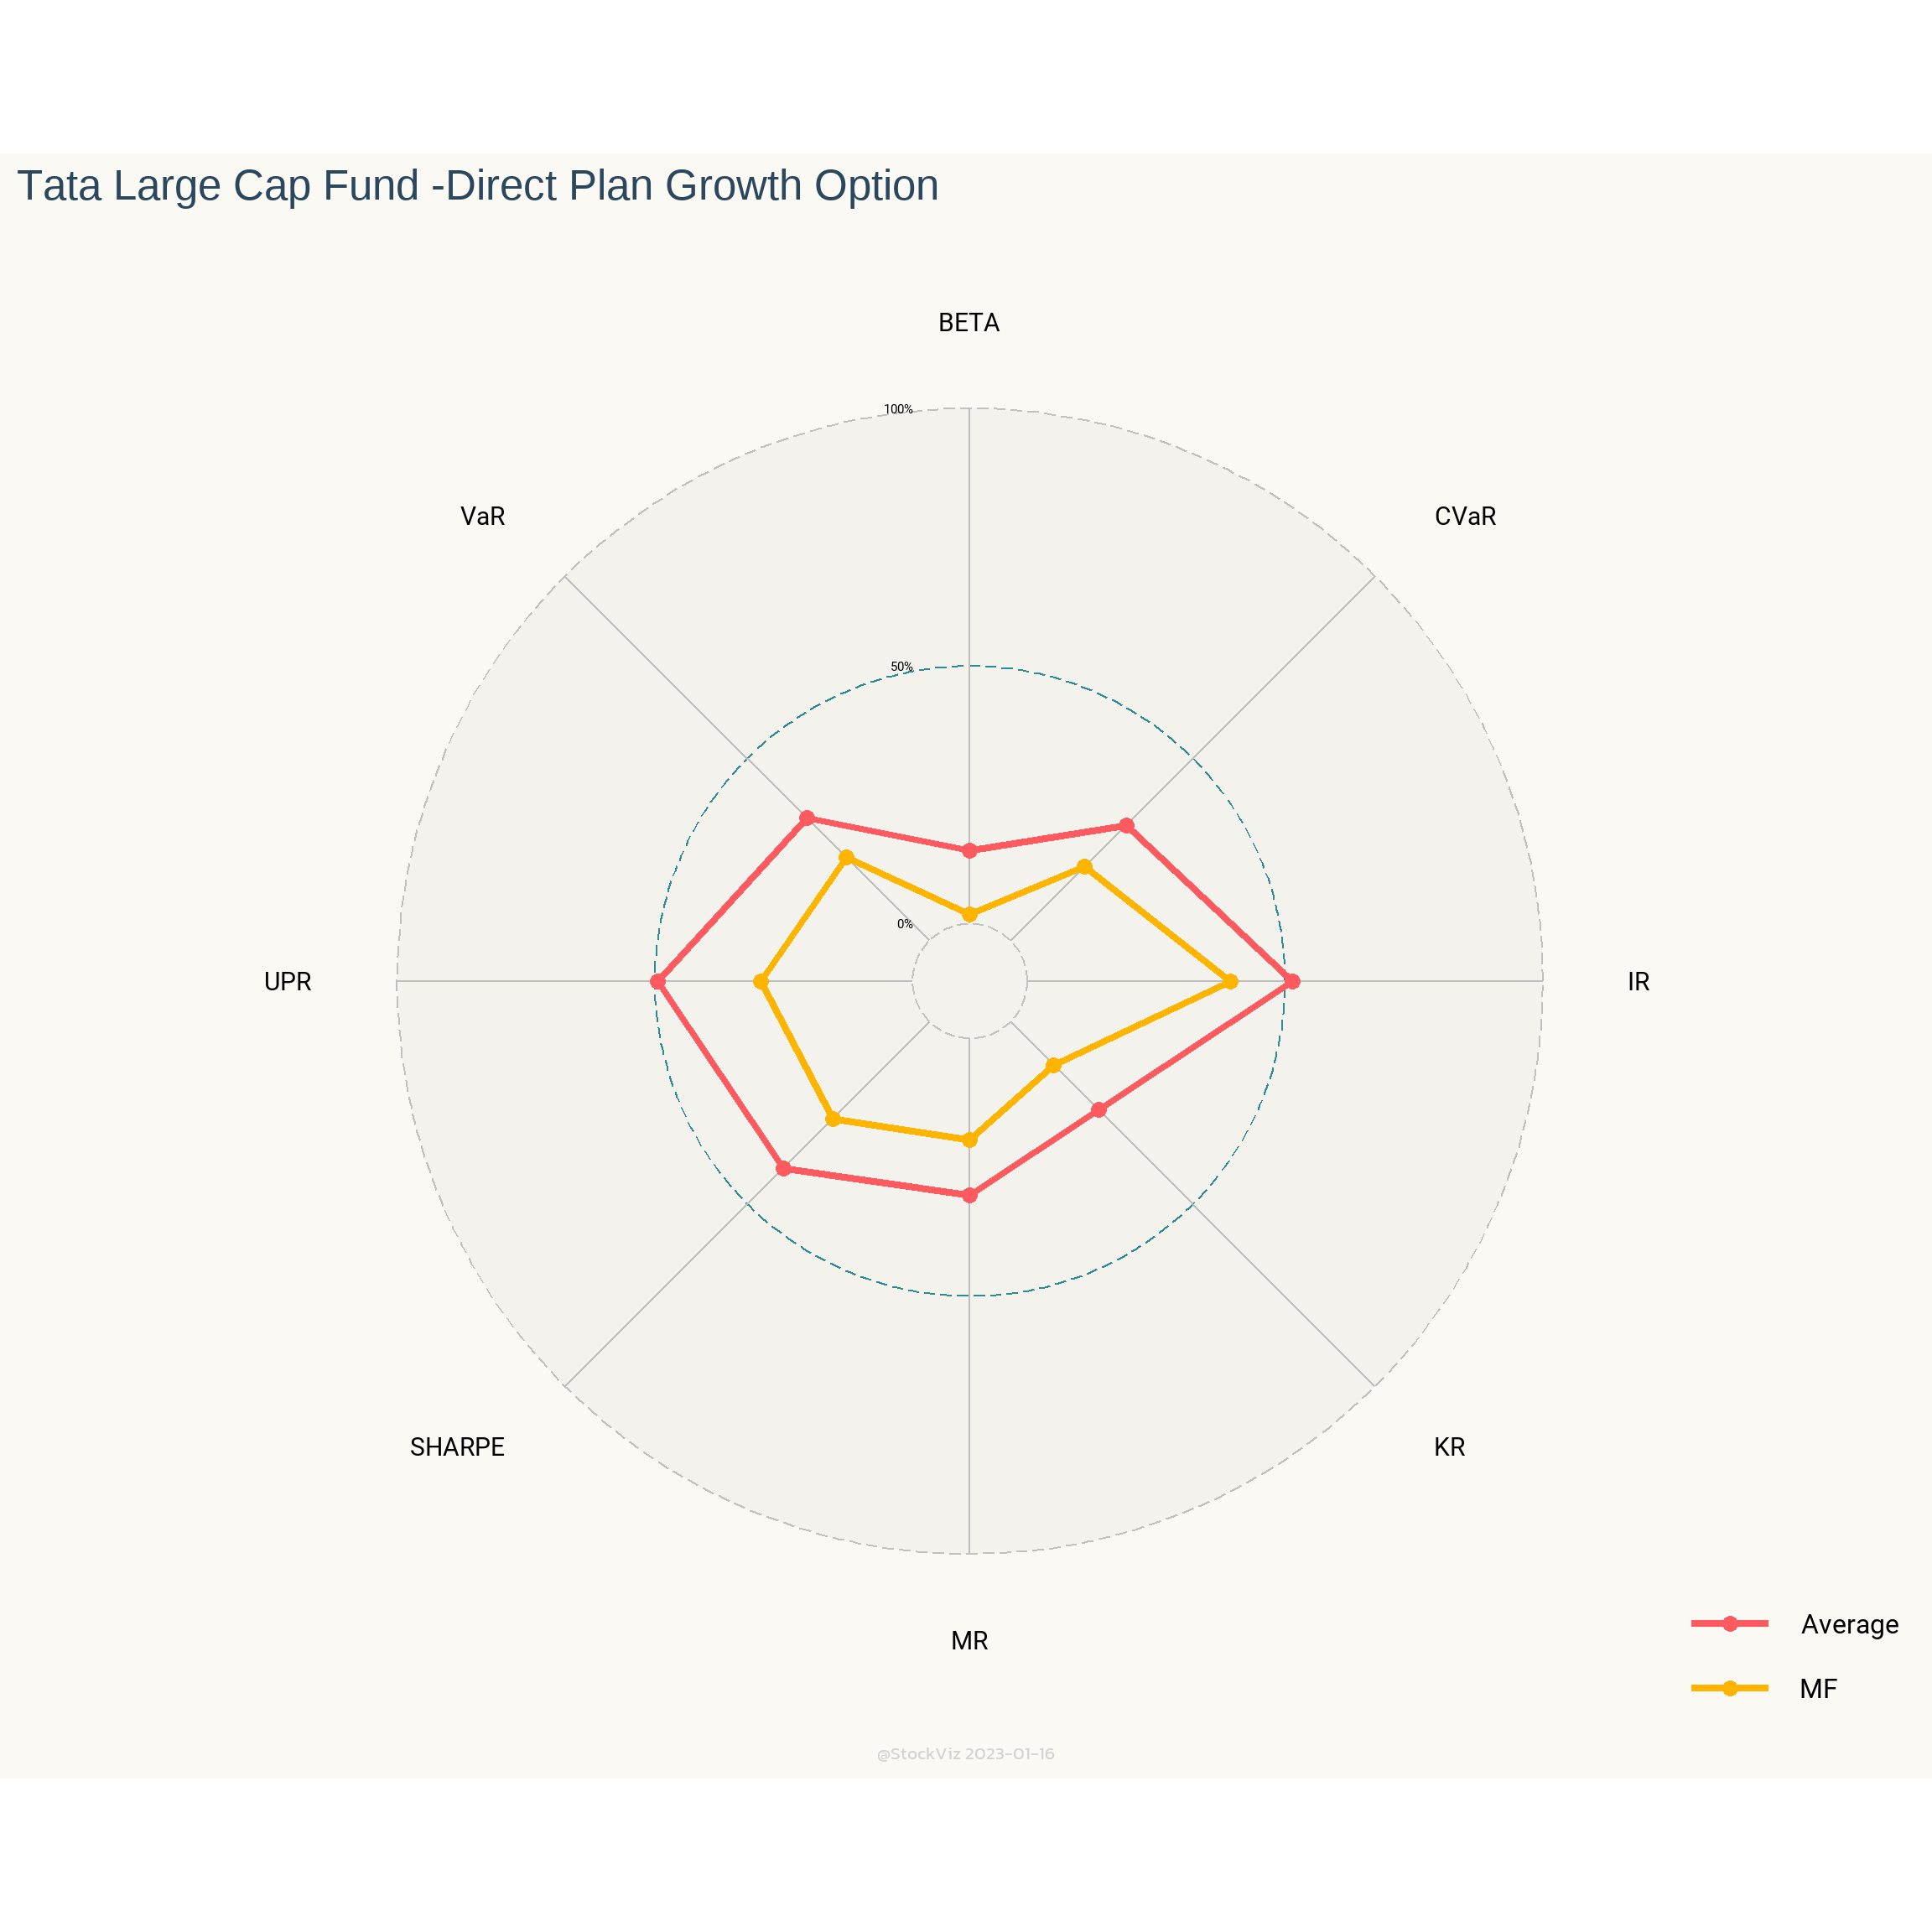 Tata Large Cap Fund -Direct Plan Growth Option
BETA
100%
VaR
CVaR
50%
0%
UPR
IR
SHARPE
KR
MR
Average
MF
@StockViz 2023-01-16